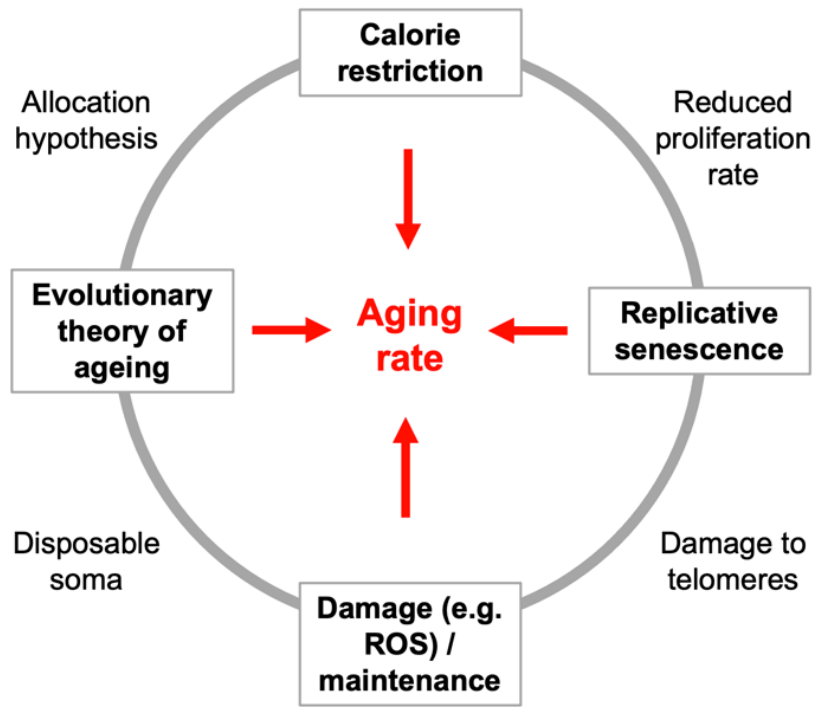 Calorie
restriction
Allocation
hypothesis
Reduced
proliferation
rate
Evolutionary
theory of
ageing
Aging
rate
Replicative
senescence
Disposable
soma
Damage to
telomeres
Damage (e.g.
ROS) /
maintenance